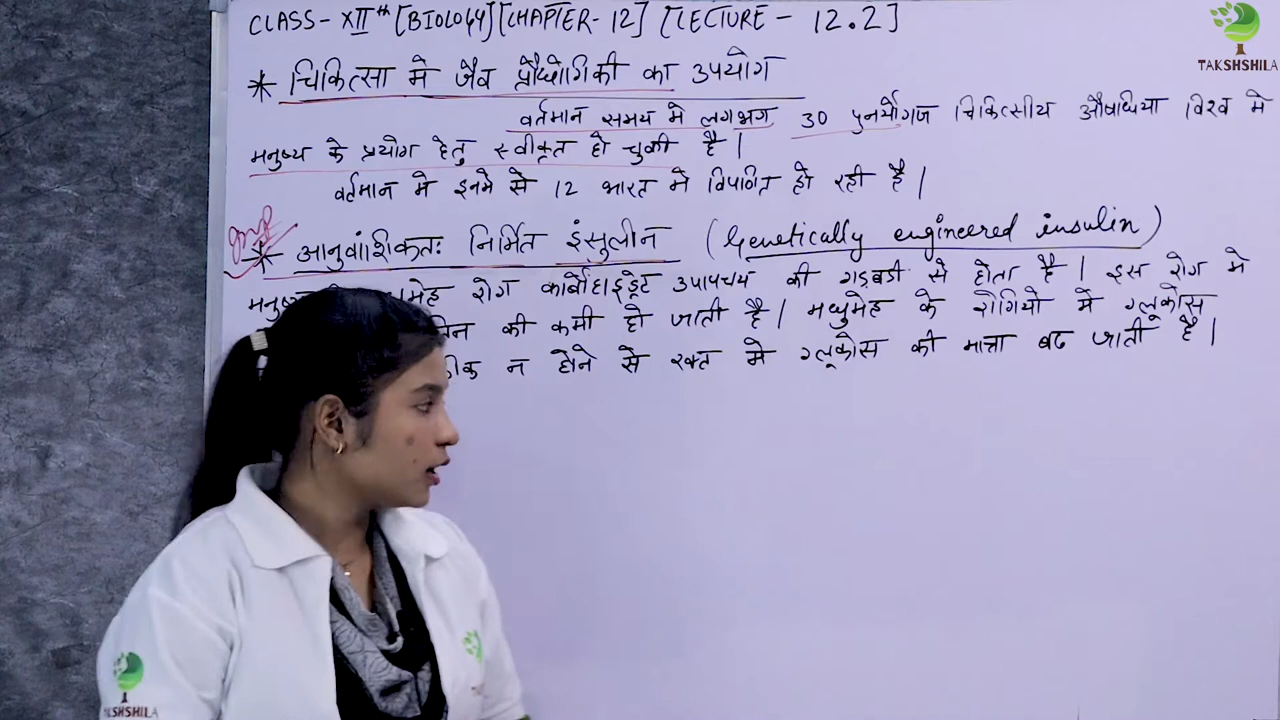 CLASS- XIIth [BIOLOGY] [CHAPTER- 12] [LECTURE - 12.2]
TAKSHSHILA
* चिकित्सा मे जैव प्रौद्योगिकी का उपयोग
वर्तमान समय मे लगभग 30 पुनर्योगज चिकित्सीय औषधिया विश्व मे
मनुष्य के प्रयोग हेतु स्वीकृत हो चुकी है |
वर्तमान मे इनमे से 12 भारत मे विपणित हो रही है |
Imp
* आनुवांशिकतः निर्मित इंसुलीन (Genetically engineered insulin)
रोग कार्बोहाइड्रेट उपापचय की गड़बडी से होता है | इस रोग मे
की कमी हो जाती है | मधुमेह के रोगियो मे ग्लूकोस
न होने से रक्त मे ग्लूकोस की मात्रा बढ जाती है |